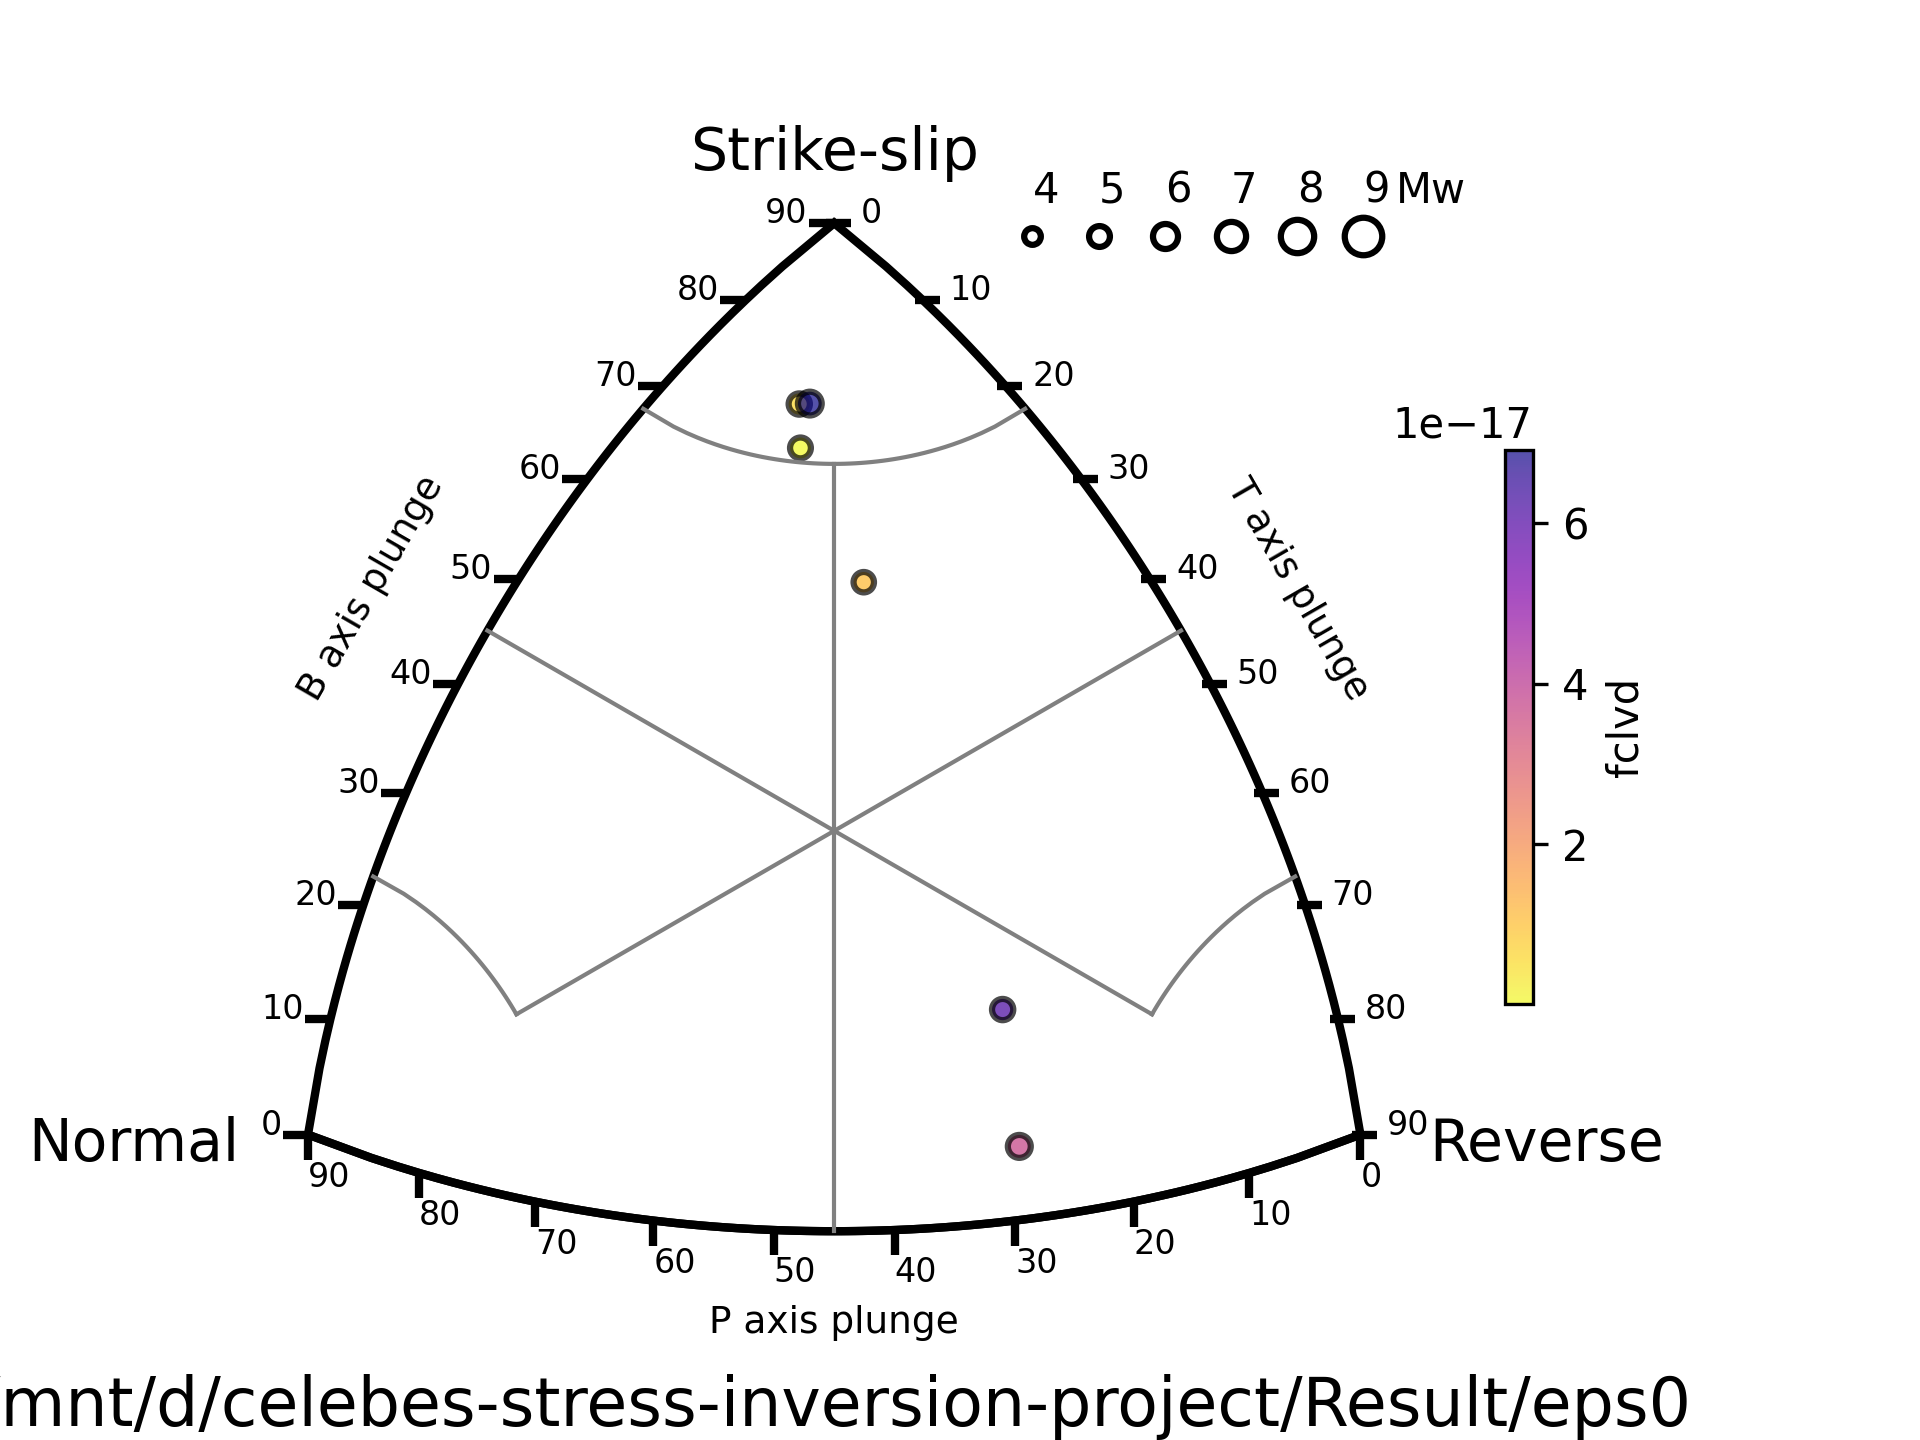 Strike-slip
4 5 6 7 8 9 Mw
90 0
80 10
70 20
60 30
50 40
40 50
30 60
20 70
10 80
0 90
B axis plunge
T axis plunge
1e−17
6
4
2
fclvd
Normal
Reverse
90 80 70 60 50 40 30 20 10 0
P axis plunge
mnt/d/celebes-stress-inversion-project/Result/eps0